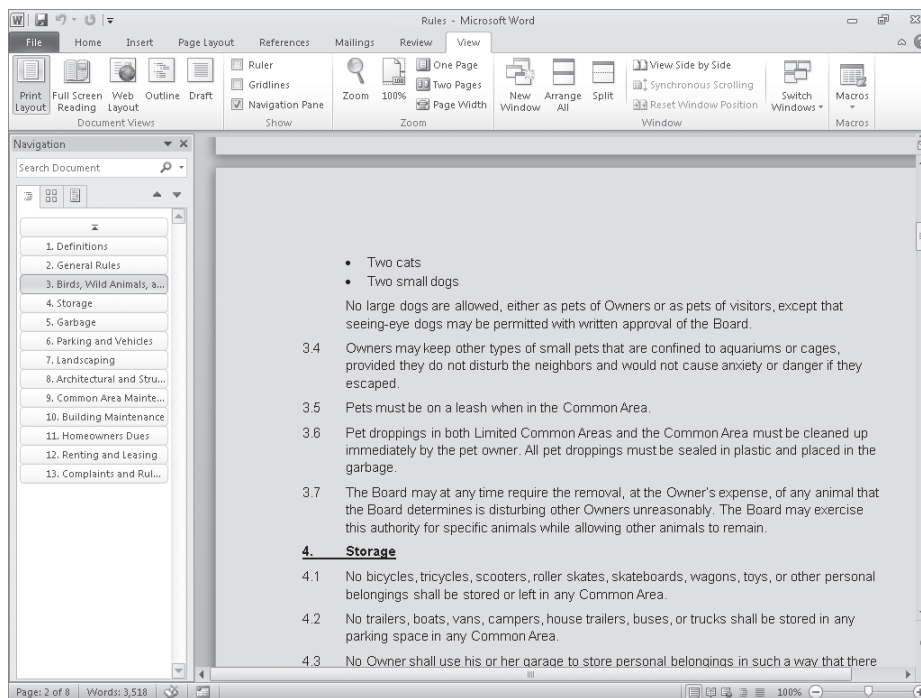 Rules - Microsoft Word
File Home Insert Page Layout References Mailings Review View
Print Layout
Full Screen Reading
Web Layout
Outline
Draft
Document Views
Ruler
Gridlines
Navigation Pane
Show
Zoom
100%
One Page
Two Pages
Page Width
Zoom
New Window
Arrange All
Split
View Side by Side
Synchronous Scrolling
Reset Window Position
Window
Switch Windows
Macros
Macros
Navigation
Search Document
1. Definitions
2. General Rules
3. Birds, Wild Animals, a...
4. Storage
5. Garbage
6. Parking and Vehicles
7. Landscaping
8. Architectural and Stru...
9. Common Area Mainte...
10. Building Maintenance
11. Homeowners Dues
12. Renting and Leasing
13. Complaints and Rul...
• Two cats
• Two small dogs
No large dogs are allowed, either as pets of Owners or as pets of visitors, except that
seeing-eye dogs may be permitted with written approval of the Board.
3.4 Owners may keep other types of small pets that are confined to aquariums or cages,
provided they do not disturb the neighbors and would not cause anxiety or danger if they
escaped.
3.5 Pets must be on a leash when in the Common Area.
3.6 Pet droppings in both Limited Common Areas and the Common Area must be cleaned up
immediately by the pet owner. All pet droppings must be sealed in plastic and placed in the
garbage.
3.7 The Board may at any time require the removal, at the Owner's expense, of any animal that
the Board determines is disturbing other Owners unreasonably. The Board may exercise
this authority for specific animals while allowing other animals to remain.
4. Storage
4.1 No bicycles, tricycles, scooters, roller skates, skateboards, wagons, toys, or other personal
belongings shall be stored or left in any Common Area.
4.2 No trailers, boats, vans, campers, house trailers, buses, or trucks shall be stored in any
parking space in any Common Area.
4.3 No Owner shall use his or her garage to store personal belongings in such a way that there
Page: 2 of 8 Words: 3,518 100%